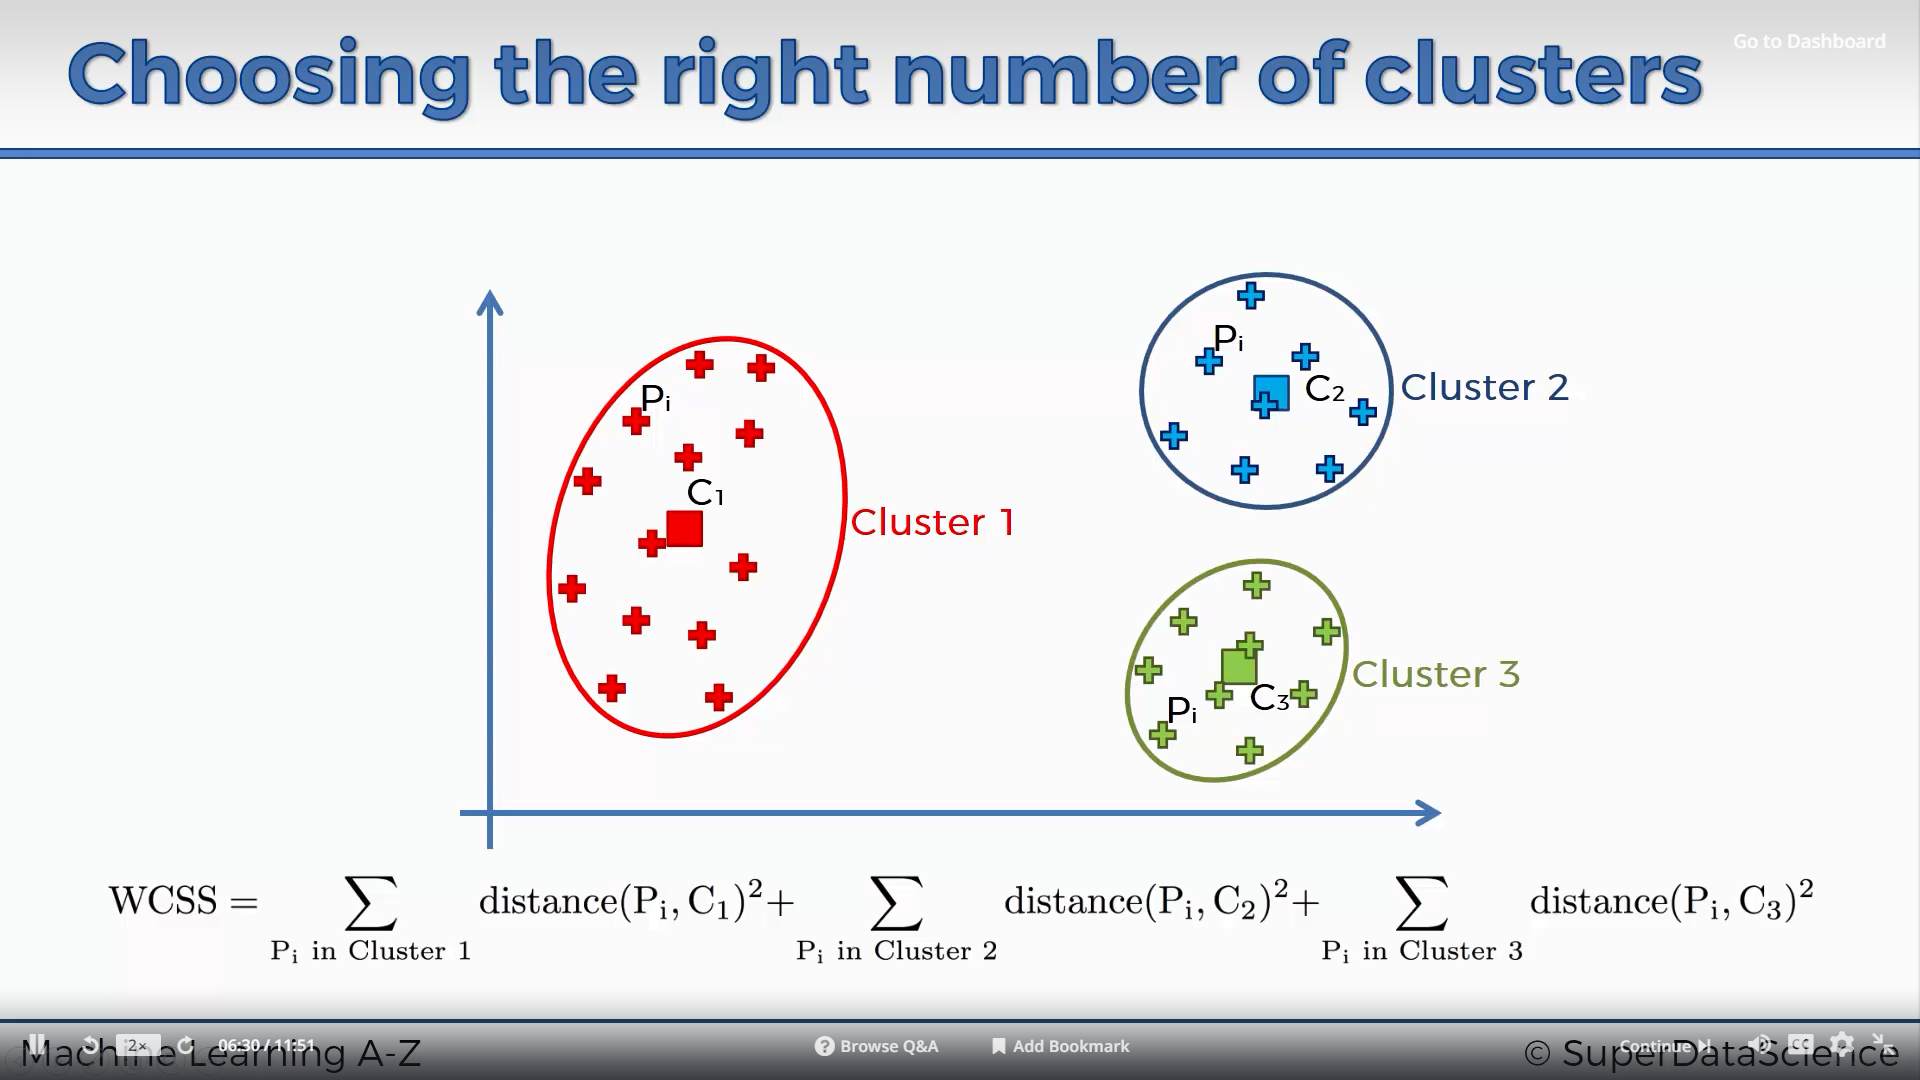 Choosing the right number of clusters
Go to Dashboard
Pᵢ
Pᵢ
C₂
Cluster 2
C₁
Cluster 1
Cluster 3
C₃
Pᵢ
WCSS = ∑ distance(Pᵢ, C₁)² + ∑ distance(Pᵢ, C₂)² + ∑ distance(Pᵢ, C₃)²
Pᵢ in Cluster 1 Pᵢ in Cluster 2 Pᵢ in Cluster 3
2x
06:30 / 11:51
Browse Q&A
Add Bookmark
Continue
CC
Machine Learning A-Z
© SuperDataScience